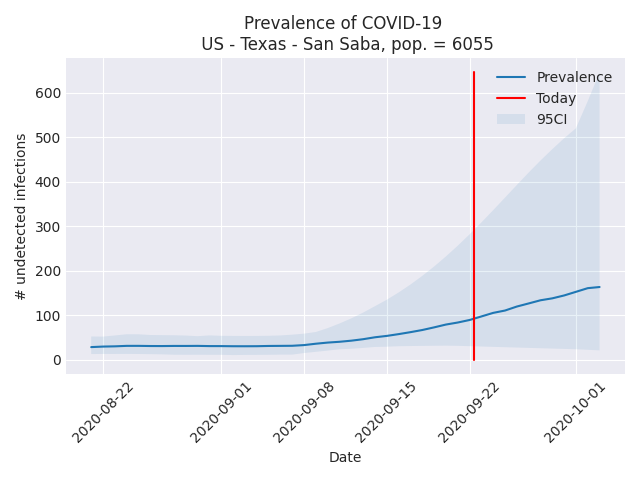 Prevalence of COVID-19
US - Texas - San Saba, pop. = 6055
Prevalence
Today
95CI
# undetected infections
600
500
400
300
200
100
0
2020-08-22
2020-09-01
2020-09-08
2020-09-15
2020-09-22
2020-10-01
Date